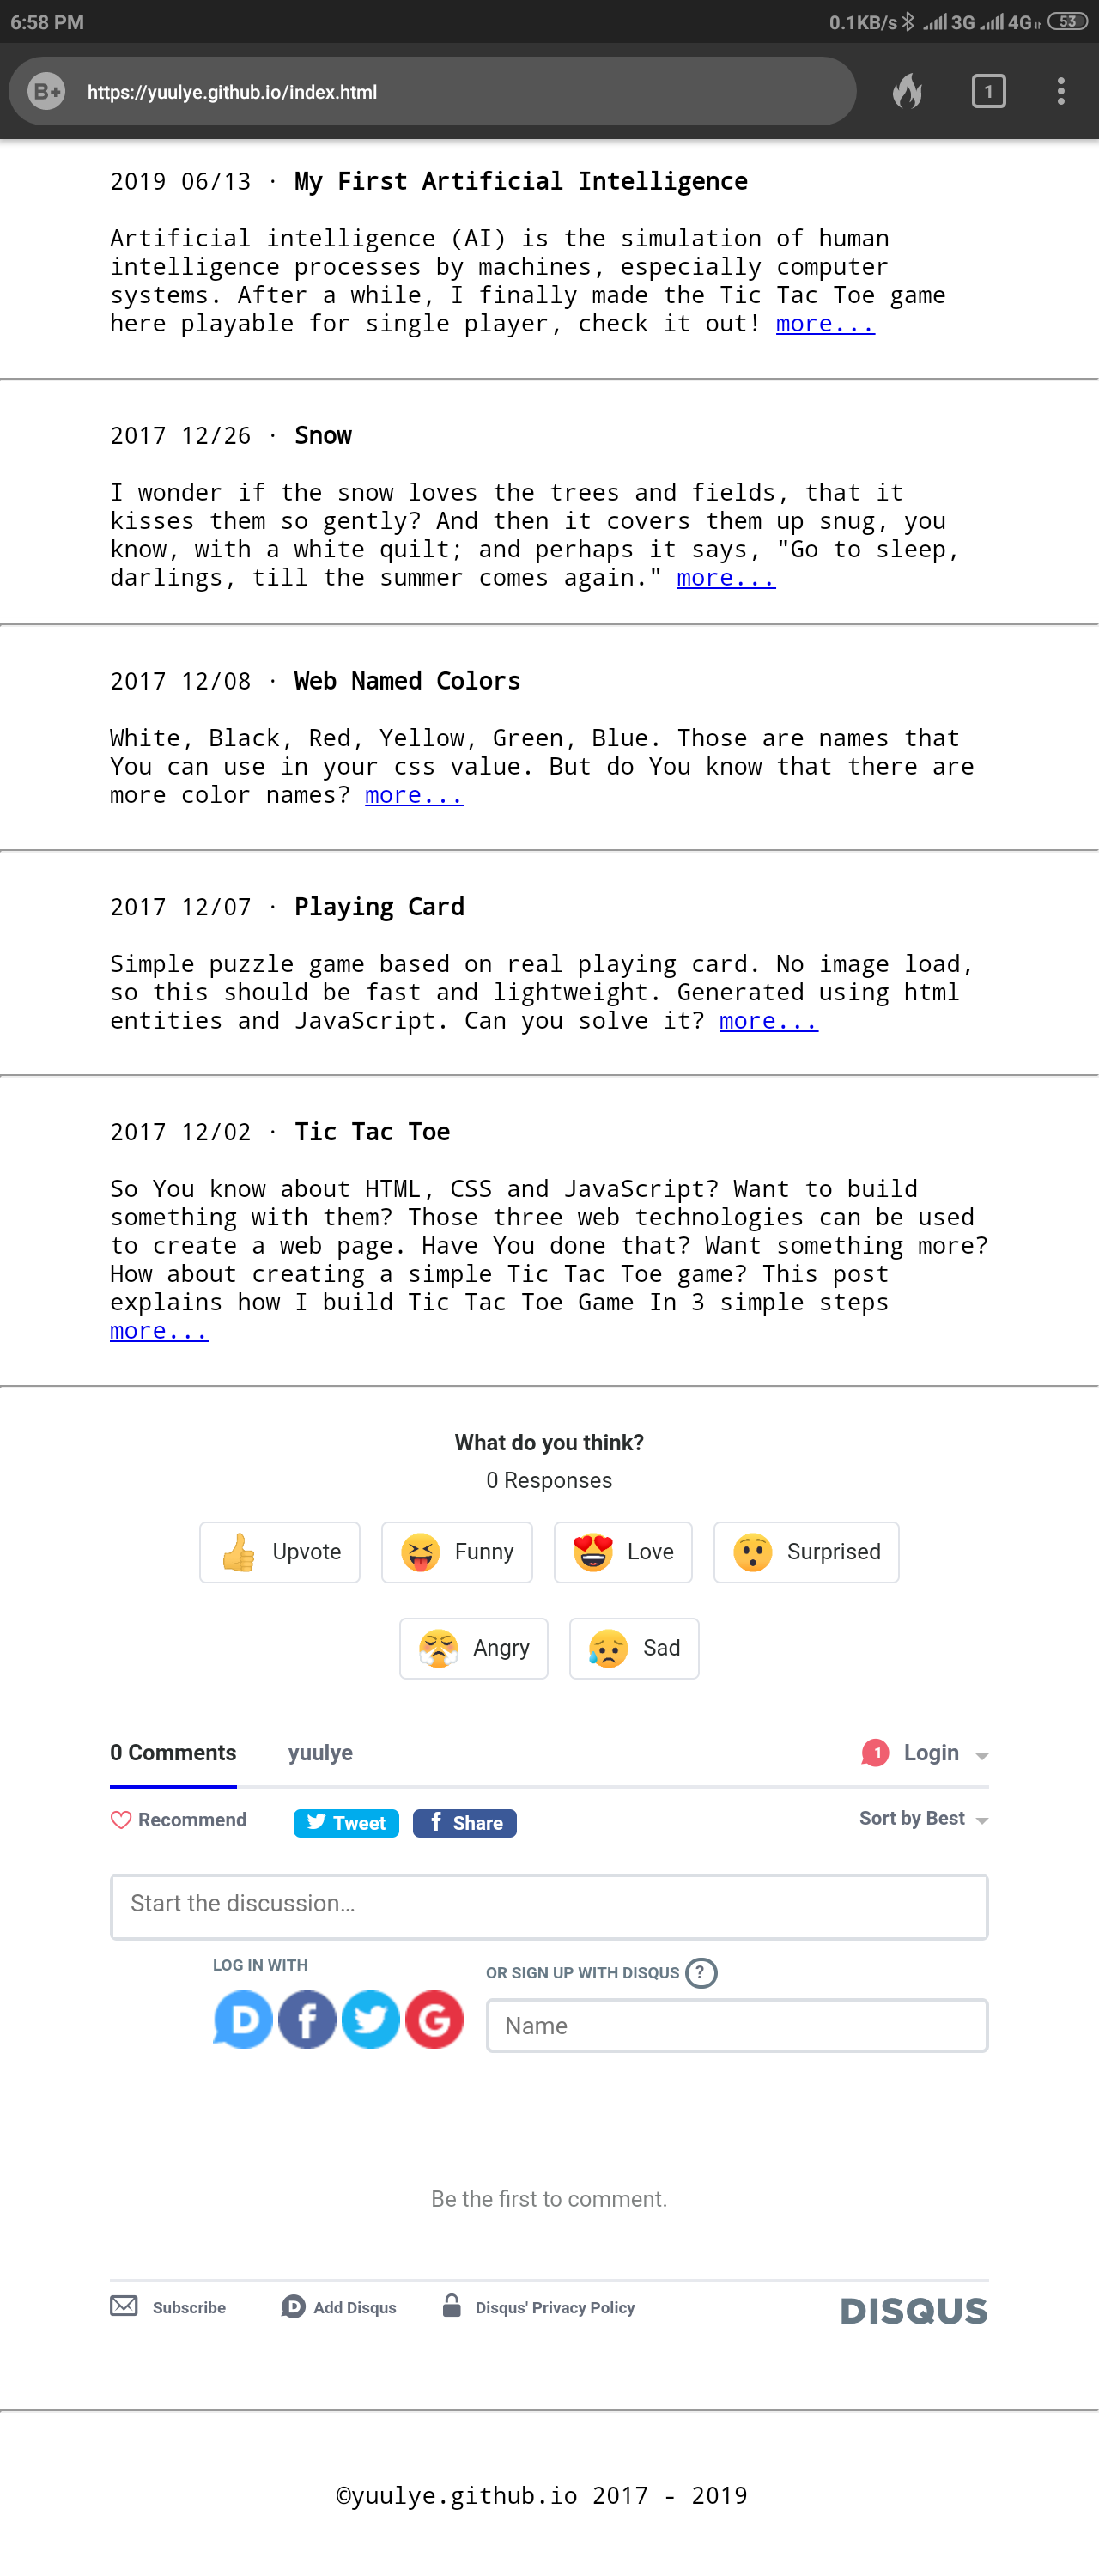 6:58 PM 0.1KB/s 3G 4G 53
B+ https://yuulye.github.io/index.html 1
2019 06/13 · My First Artificial Intelligence
Artificial intelligence (AI) is the simulation of human
intelligence processes by machines, especially computer
systems. After a while, I finally made the Tic Tac Toe game
here playable for single player, check it out! more...
2017 12/26 · Snow
I wonder if the snow loves the trees and fields, that it
kisses them so gently? And then it covers them up snug, you
know, with a white quilt; and perhaps it says, "Go to sleep,
darlings, till the summer comes again." more...
2017 12/08 · Web Named Colors
White, Black, Red, Yellow, Green, Blue. Those are names that
You can use in your css value. But do You know that there are
more color names? more...
2017 12/07 · Playing Card
Simple puzzle game based on real playing card. No image load,
so this should be fast and lightweight. Generated using html
entities and JavaScript. Can you solve it? more...
2017 12/02 · Tic Tac Toe
So You know about HTML, CSS and JavaScript? Want to build
something with them? Those three web technologies can be used
to create a web page. Have You done that? Want something more?
How about creating a simple Tic Tac Toe game? This post
explains how I build Tic Tac Toe Game In 3 simple steps
more...
What do you think?
0 Responses
Upvote Funny Love Surprised
Angry Sad
0 Comments yuulye 1 Login
Recommend Tweet f Share Sort by Best
Start the discussion…
LOG IN WITH
OR SIGN UP WITH DISQUS ?
D f G
Name
Be the first to comment.
Subscribe D Add Disqus Disqus' Privacy Policy DISQUS
©yuulye.github.io 2017 - 2019